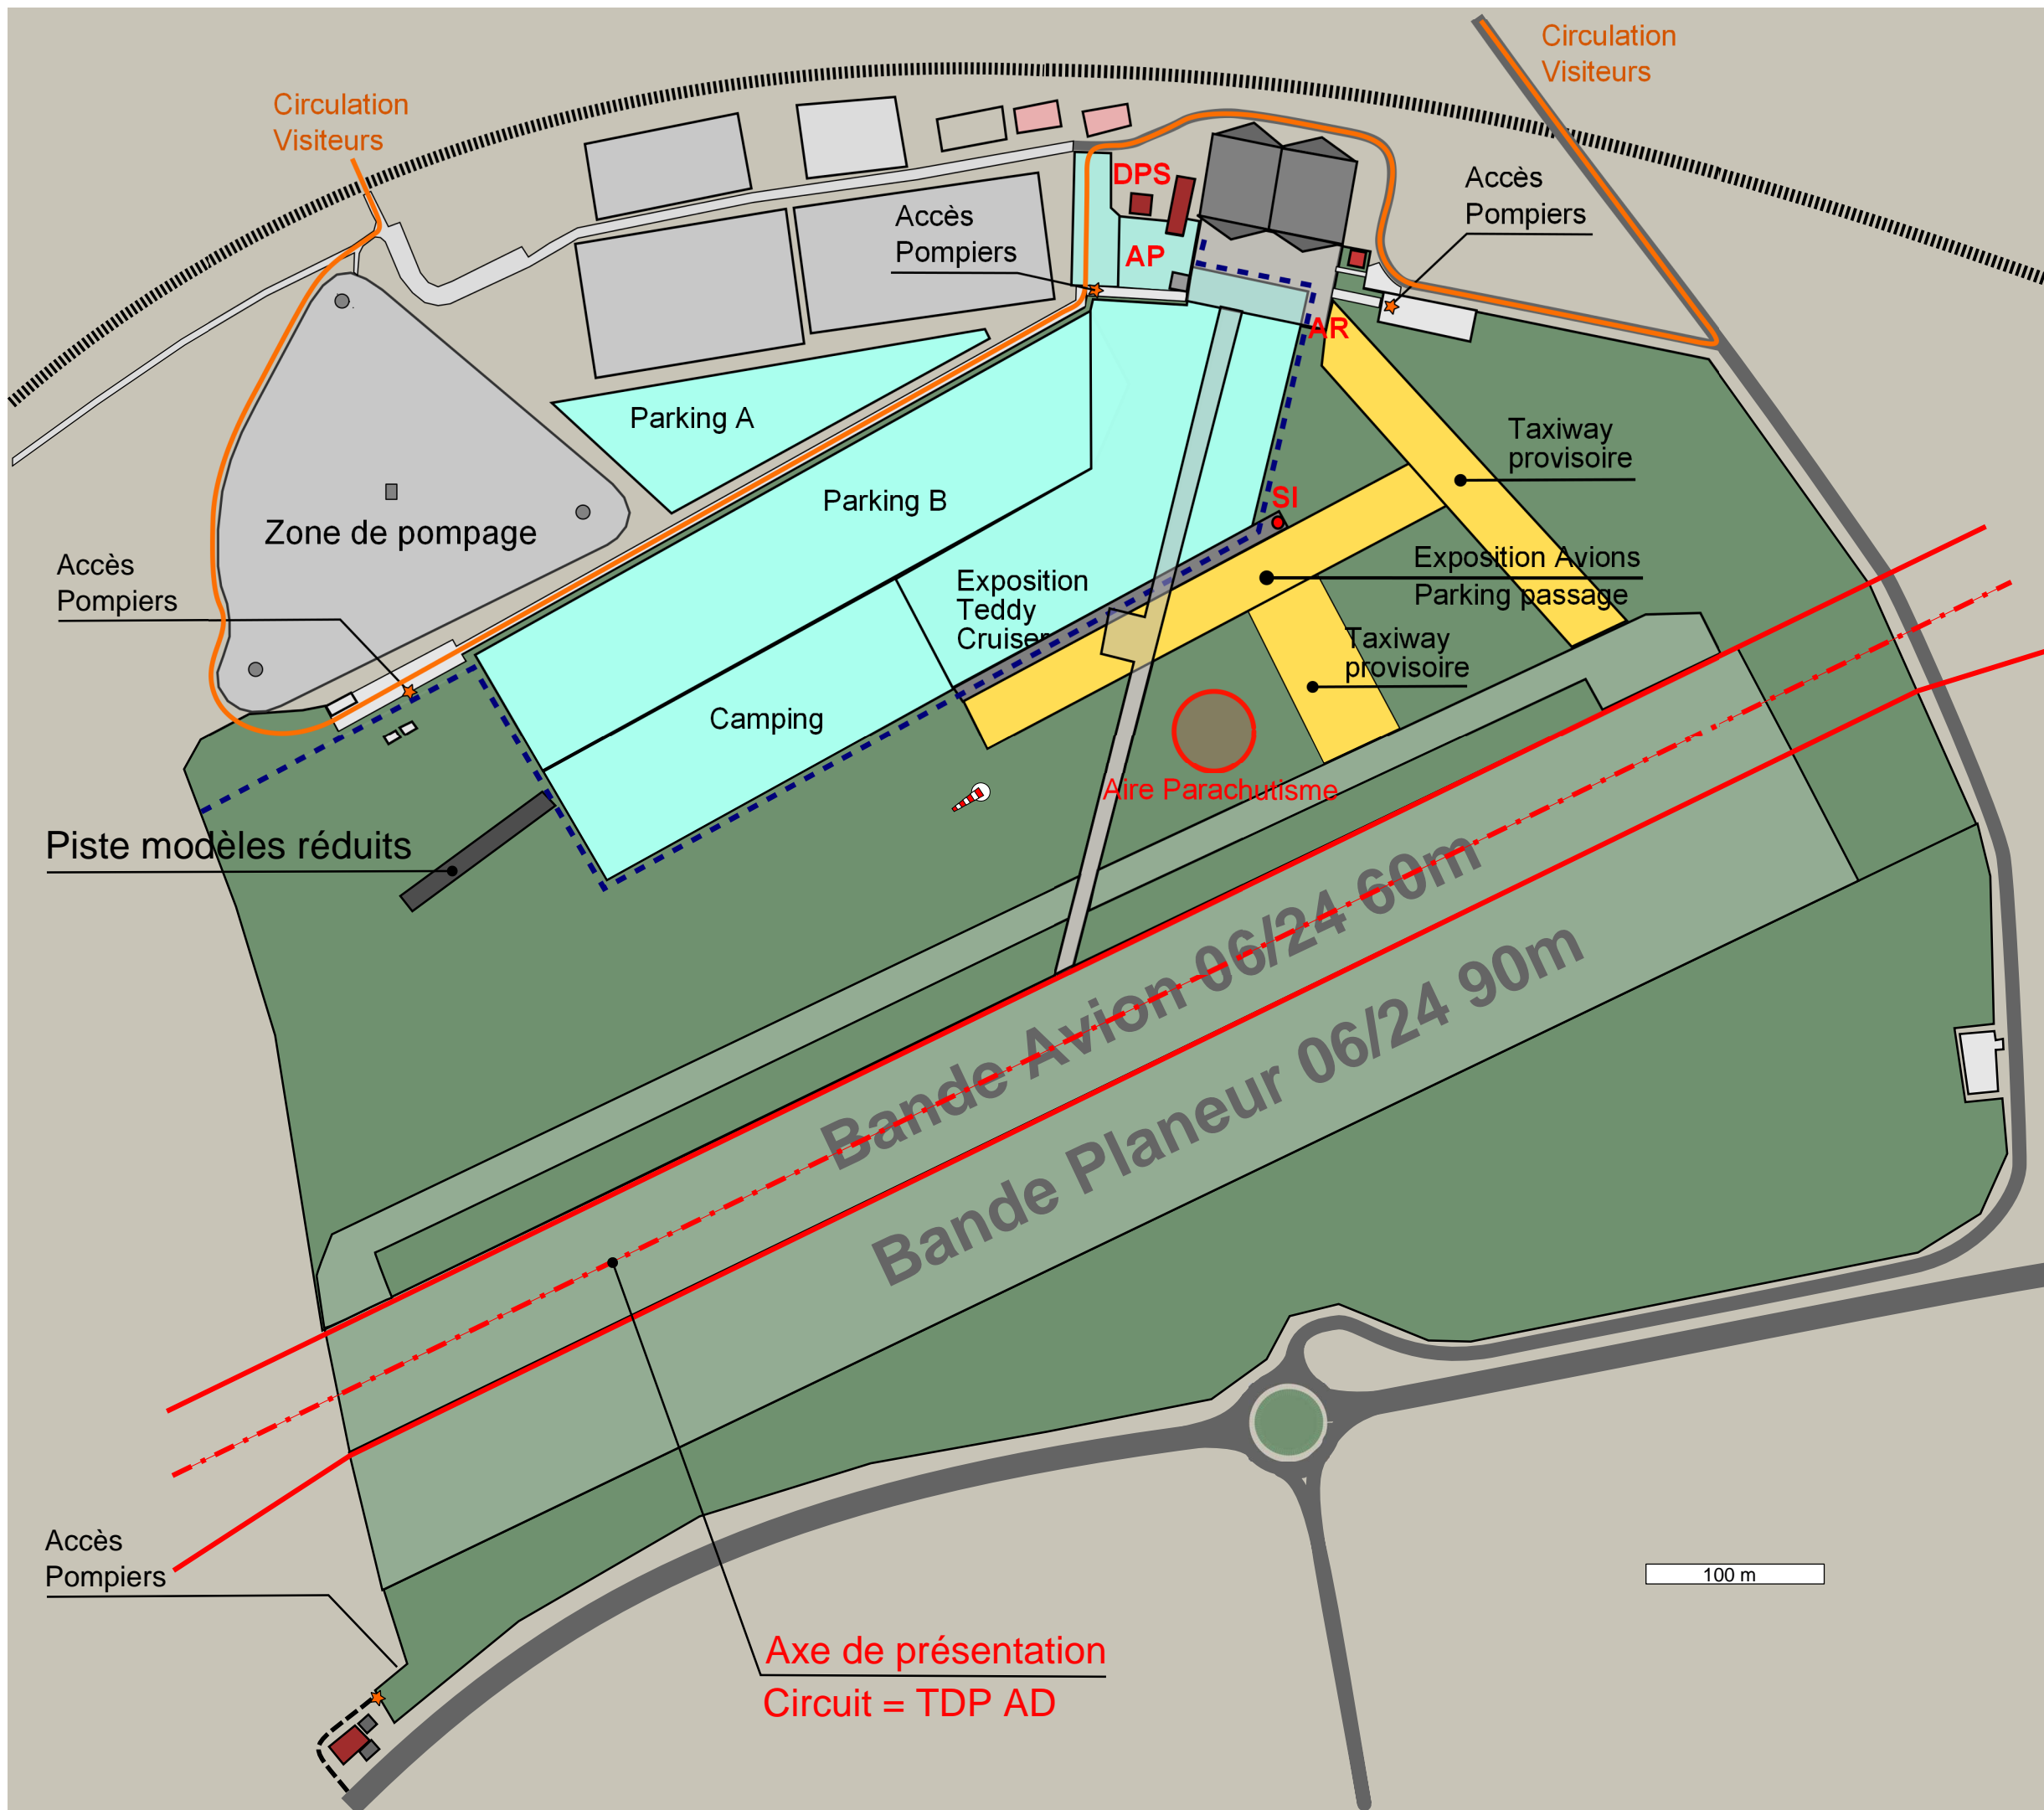 Circulation
Visiteurs
Circulation
Visiteurs
DPS
Accès
Pompiers
Accès
Pompiers
AP
AR
Parking A
Taxiway
provisoire
Parking B
SI
Zone de pompage
Accès
Pompiers
Exposition
Teddy
Cruiser
Exposition Avions
Parking passage
Taxiway
provisoire
Camping
Aire Parachutisme
Piste modèles réduits
Bande Avion 06/24 60m
Bande Planeur 06/24 90m
Accès
Pompiers
100 m
Axe de présentation
Circuit = TDP AD